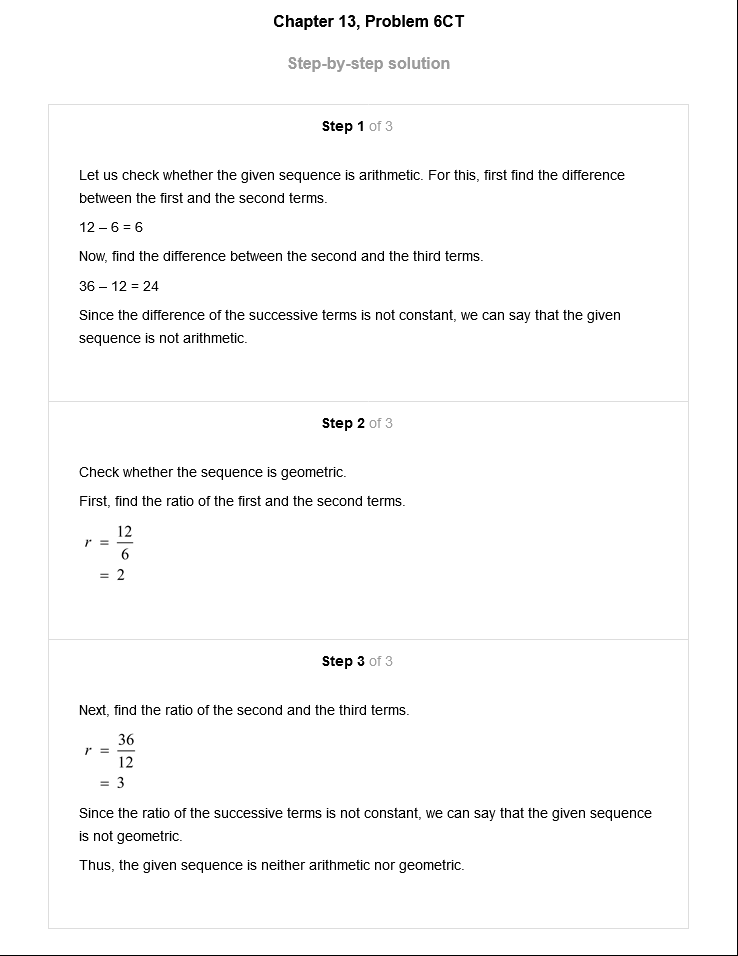 Chapter 13, Problem 6CT
Step-by-step solution
Step 1 of 3
Let us check whether the given sequence is arithmetic. For this, first find the difference
between the first and the second terms.
12 – 6 = 6
Now, find the difference between the second and the third terms.
36 – 12 = 24
Since the difference of the successive terms is not constant, we can say that the given
sequence is not arithmetic.
Step 2 of 3
Check whether the sequence is geometric.
First, find the ratio of the first and the second terms.
r = 12/6
= 2
Step 3 of 3
Next, find the ratio of the second and the third terms.
r = 36/12
= 3
Since the ratio of the successive terms is not constant, we can say that the given sequence
is not geometric.
Thus, the given sequence is neither arithmetic nor geometric.